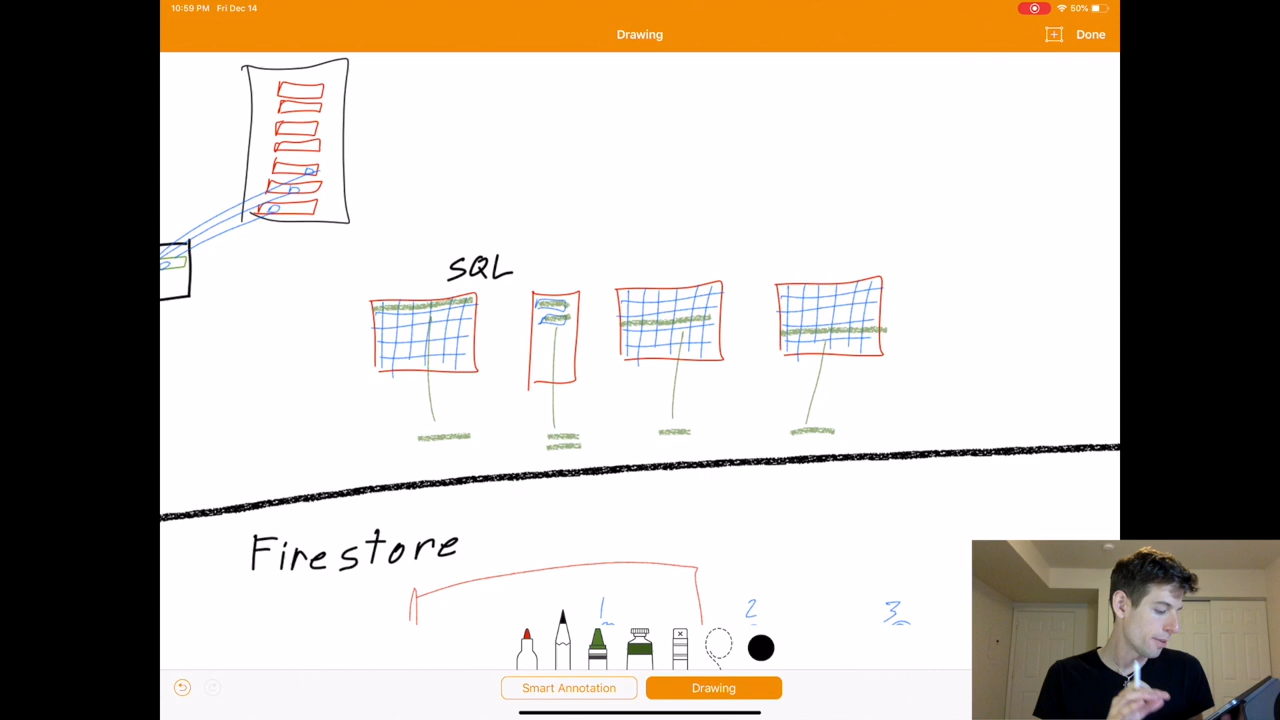 10:59 PM Fri Dec 14
50%
Drawing
Done
SQL
Firestore
1
2
3
Smart Annotation
Drawing